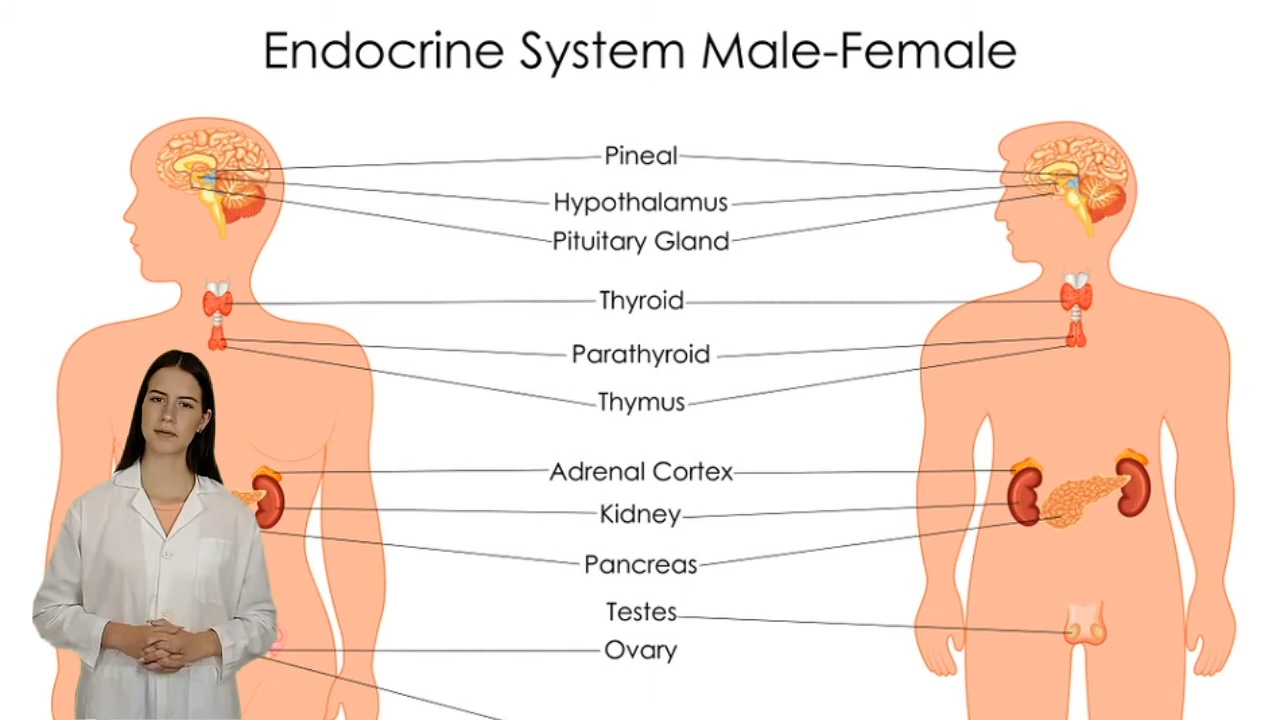 Endocrine System Male-Female
Pineal
Hypothalamus
Pituitary Gland
Thyroid
Parathyroid
Thymus
Adrenal Cortex
Kidney
Pancreas
Testes
Ovary